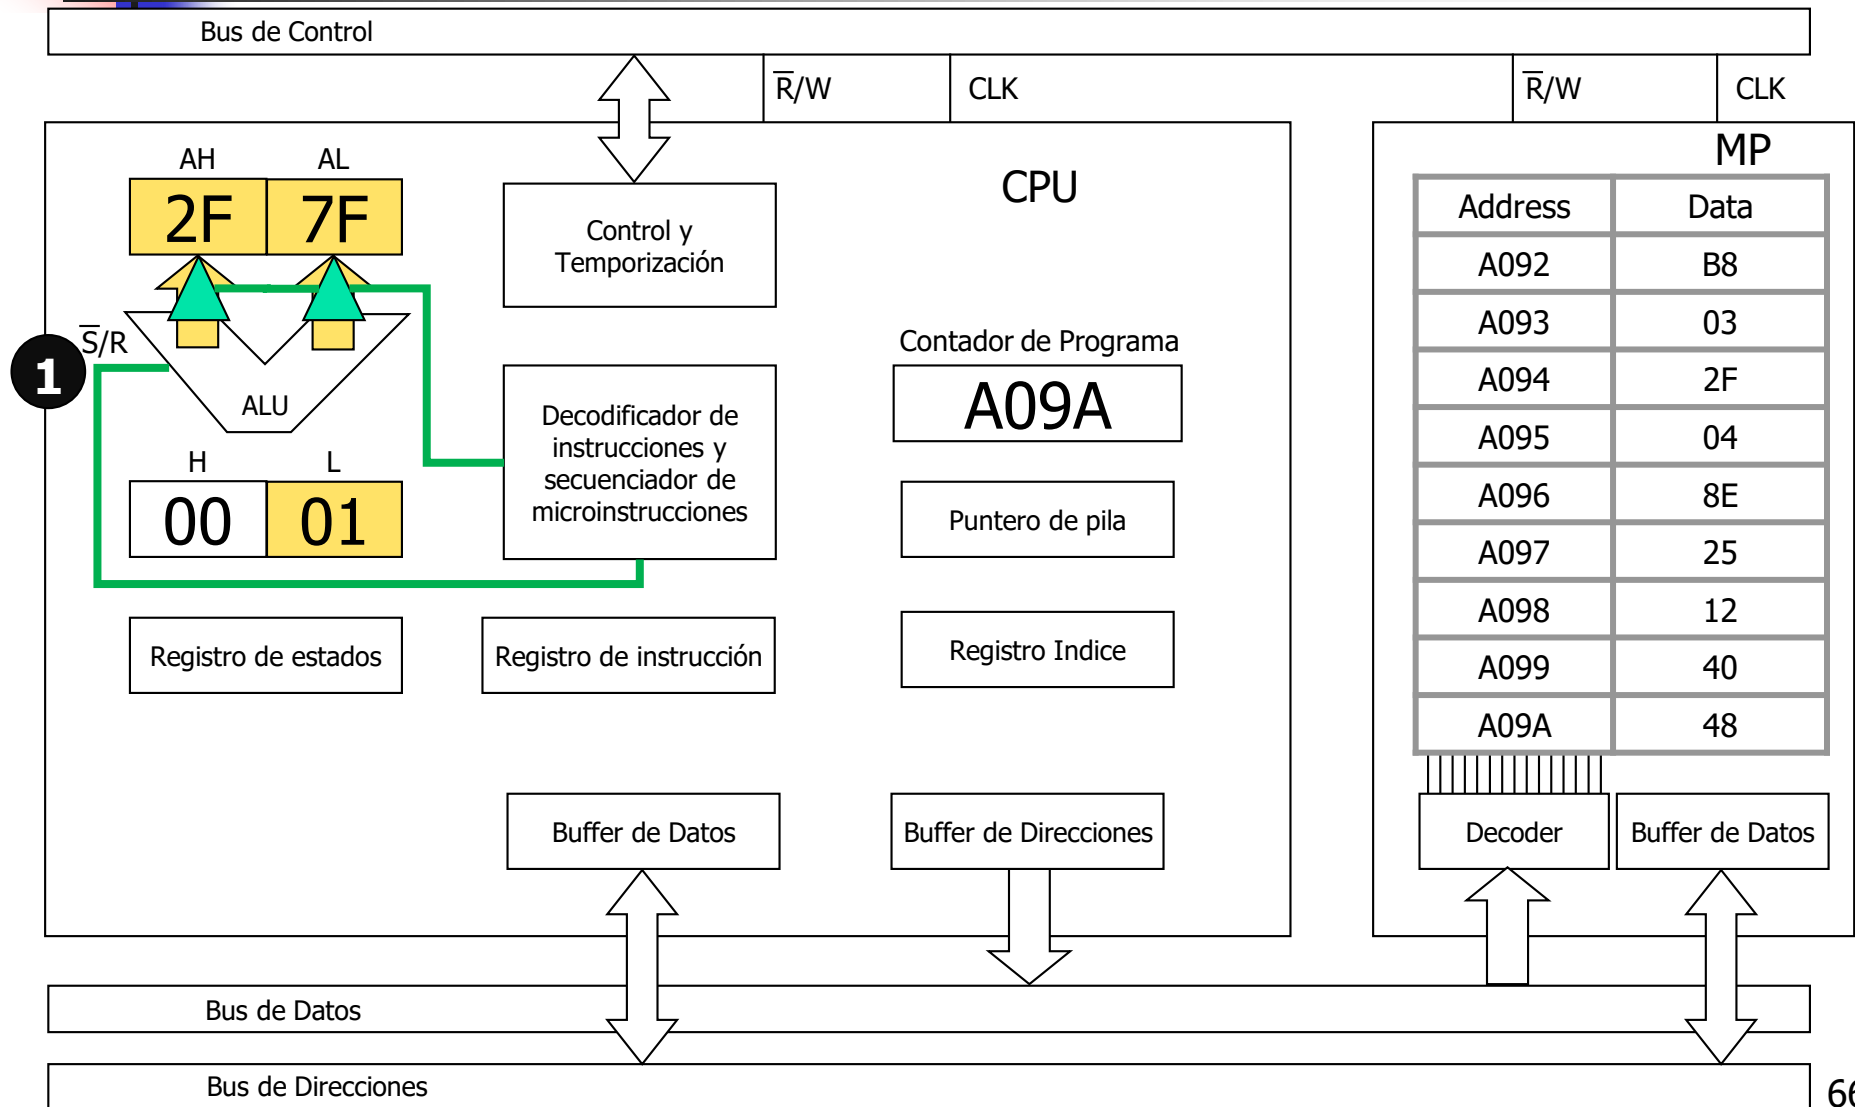 Bus de Control
R/W
CLK
R/W
CLK
AH
AL
2F
7F
S/R
1
ALU
H
L
00
01
Control y
Temporización
CPU
Decodificador de
instrucciones y
secuenciador de
microinstrucciones
Contador de Programa
A09A
Puntero de pila
Registro de estados
Registro de instrucción
Registro Indice
Buffer de Datos
Buffer de Direcciones
MP
Address Data
A092 B8
A093 03
A094 2F
A095 04
A096 8E
A097 25
A098 12
A099 40
A09A 48
Decoder
Buffer de Datos
Bus de Datos
Bus de Direcciones